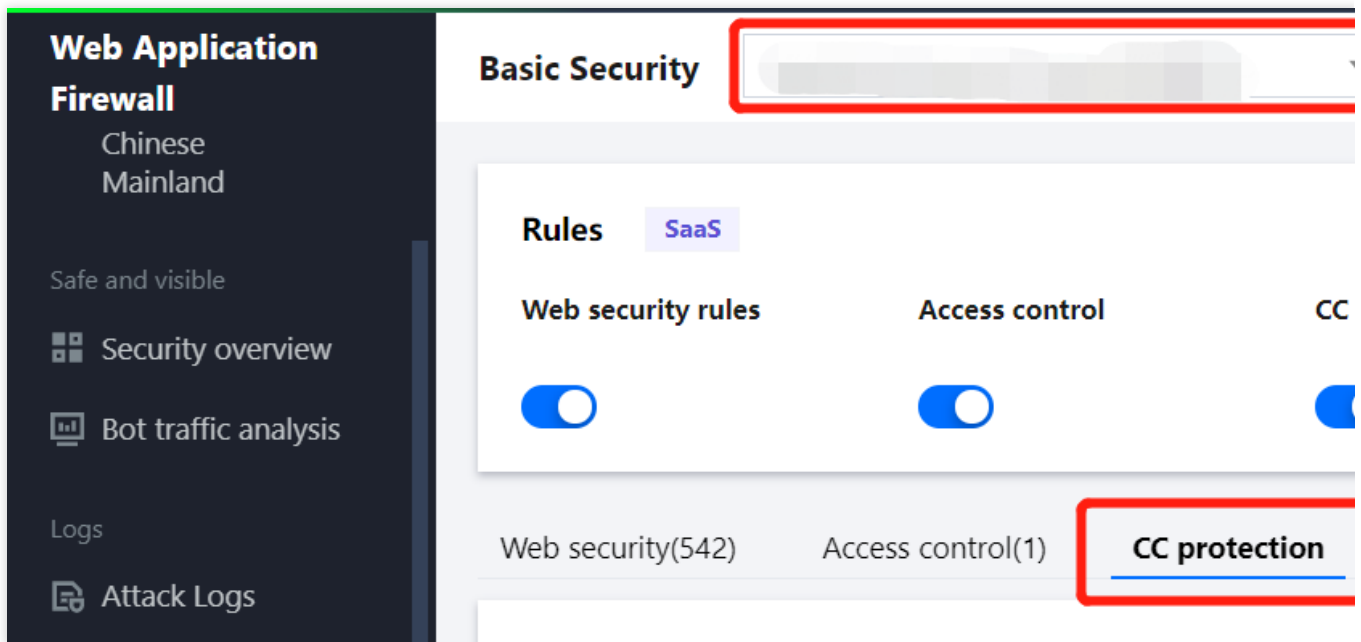 Web Application
Firewall
Chinese
Mainland
Safe and visible
Security overview
Bot traffic analysis
Logs
Attack Logs
Basic Security
Rules SaaS
Web security rules Access control CC
Web security(542) Access control(1) CC protection